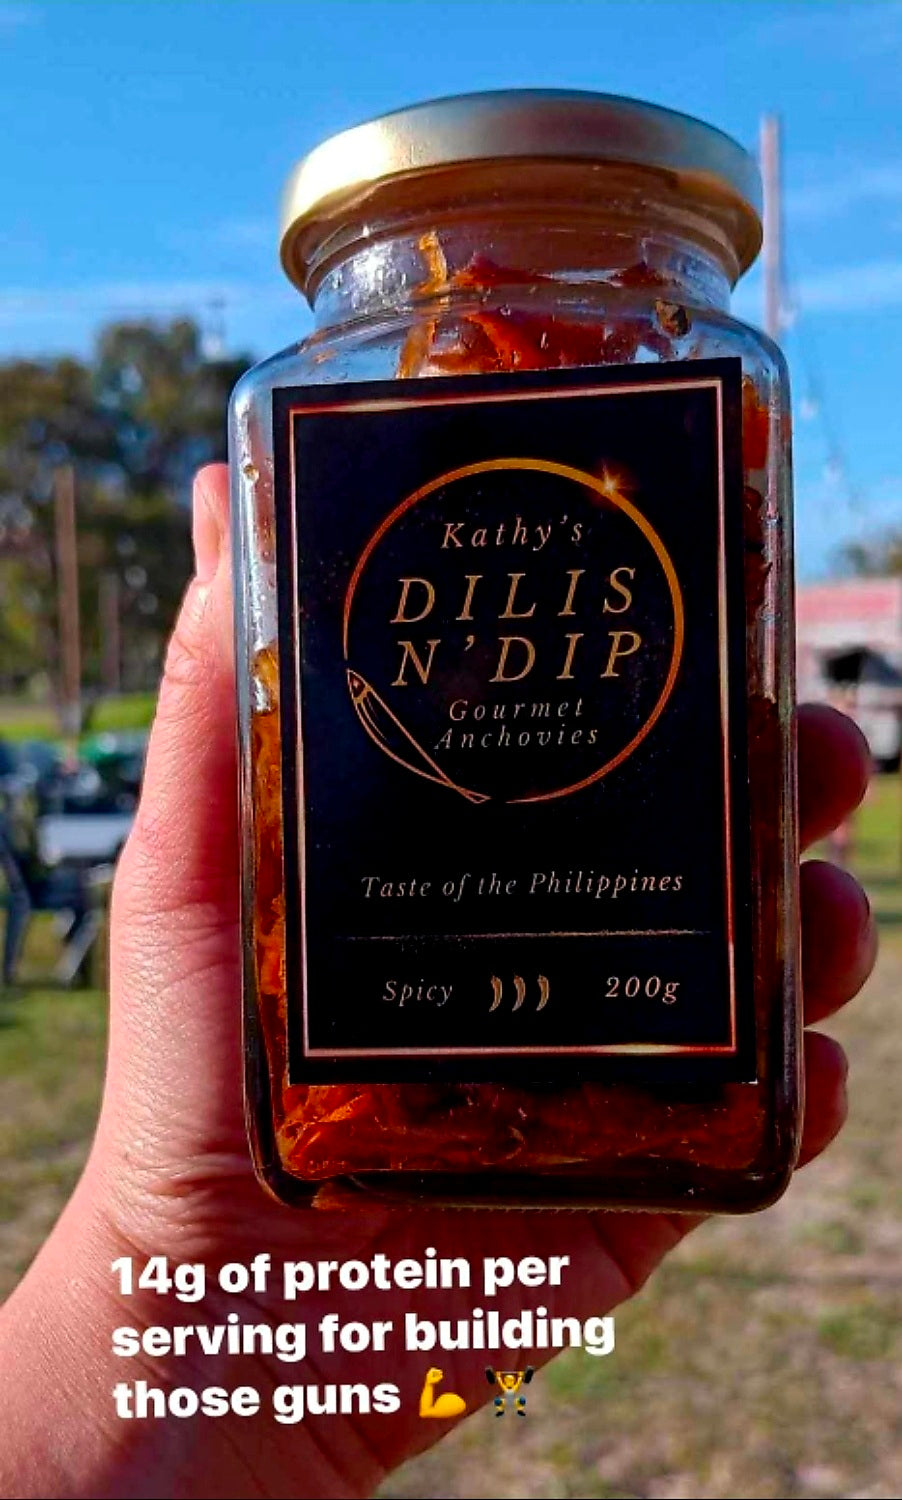 Kathy's
DILIS
N'DIP
Gourmet
Anchovies
Taste of the Philippines
Spicy 200g
14g of protein per
serving for building
those guns 💪 🏋️